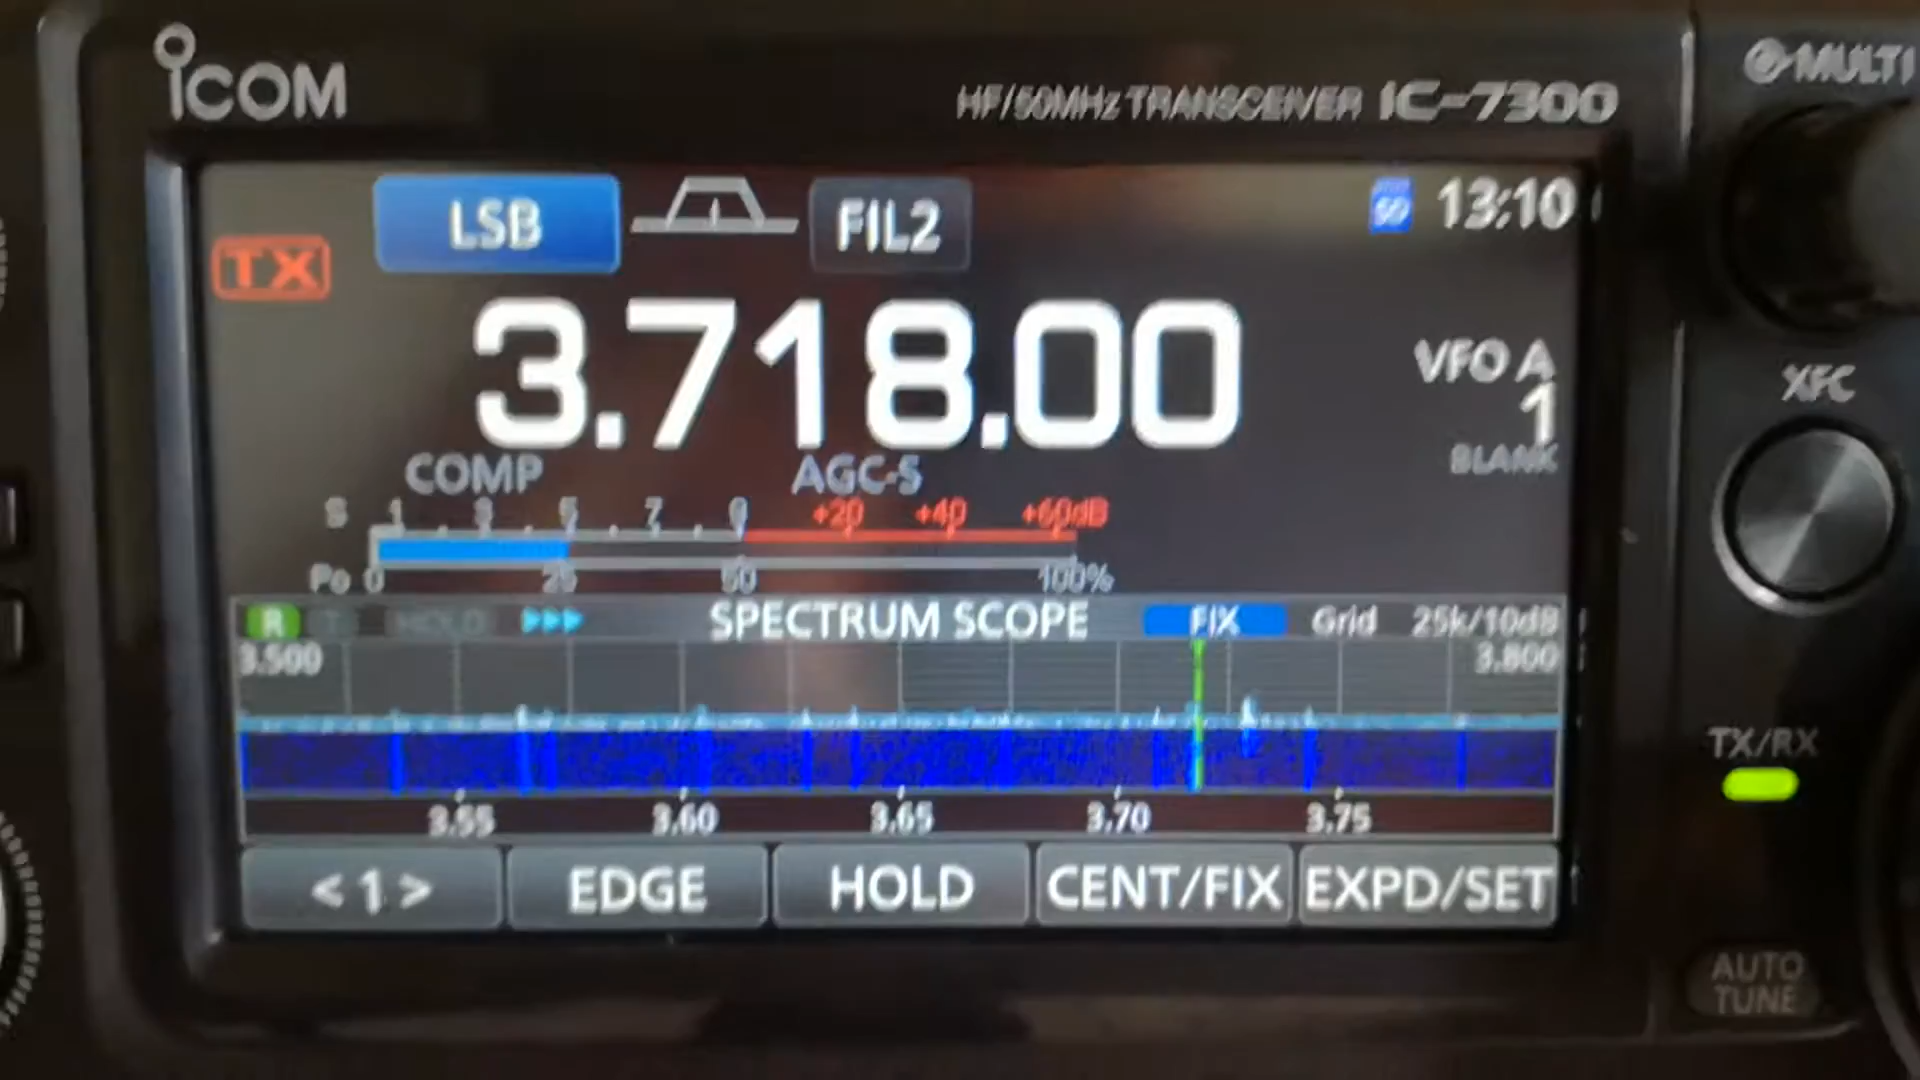 ICOM
HF/50MHz TRANSCEIVER IC-7300
MULTI
LSB FIL2 13:10
TX
3.718.00
VFO A
1
BLANK
XFC
COMP AGC-S
S 1 . 3 . 5 . 7 . 9 +20 +40 +60dB
Po 0 25 50 100%
R T HOLD SPECTRUM SCOPE FIX Grid 25k/10dB
3.500 3.800
TX/RX
3.55 3.60 3.65 3.70 3.75
<1> EDGE HOLD CENT/FIX EXPD/SET
AUTO
TUNE